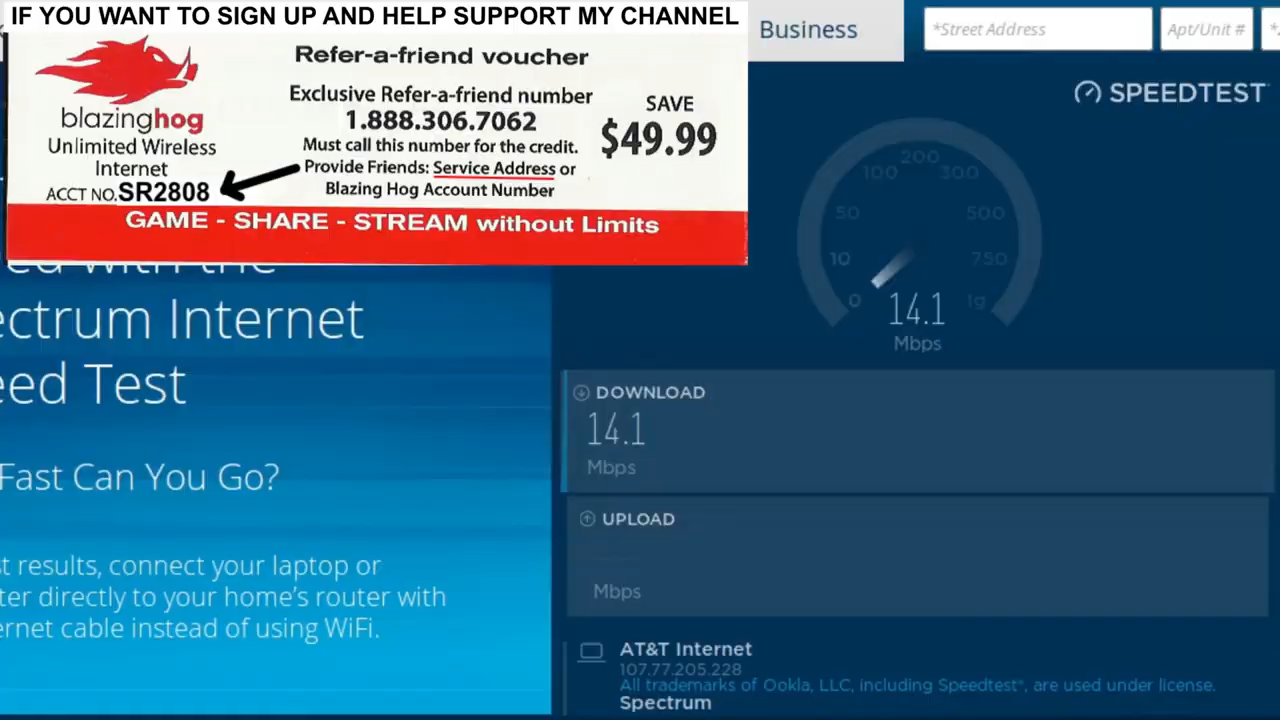 IF YOU WANT TO SIGN UP AND HELP SUPPORT MY CHANNEL
Refer-a-friend voucher
blazinghog
Unlimited Wireless
Internet
ACCT NO.SR2808
Exclusive Refer-a-friend number
1.888.306.7062
Must call this number for the credit.
Provide Friends: Service Address or
Blazing Hog Account Number
SAVE
$49.99
GAME - SHARE - STREAM without Limits
Business
*Street Address
Apt/Unit #
SPEEDTEST
0
10
50
100
200
300
500
750
1g
14.1
Mbps
with the
ectrum Internet
eed Test
Fast Can You Go?
t results, connect your laptop or
ter directly to your home's router with
ernet cable instead of using WiFi.
DOWNLOAD
14.1
Mbps
UPLOAD
Mbps
AT&T Internet
107.77.205.228
All trademarks of Ookla, LLC, including Speedtest®, are used under license.
Spectrum